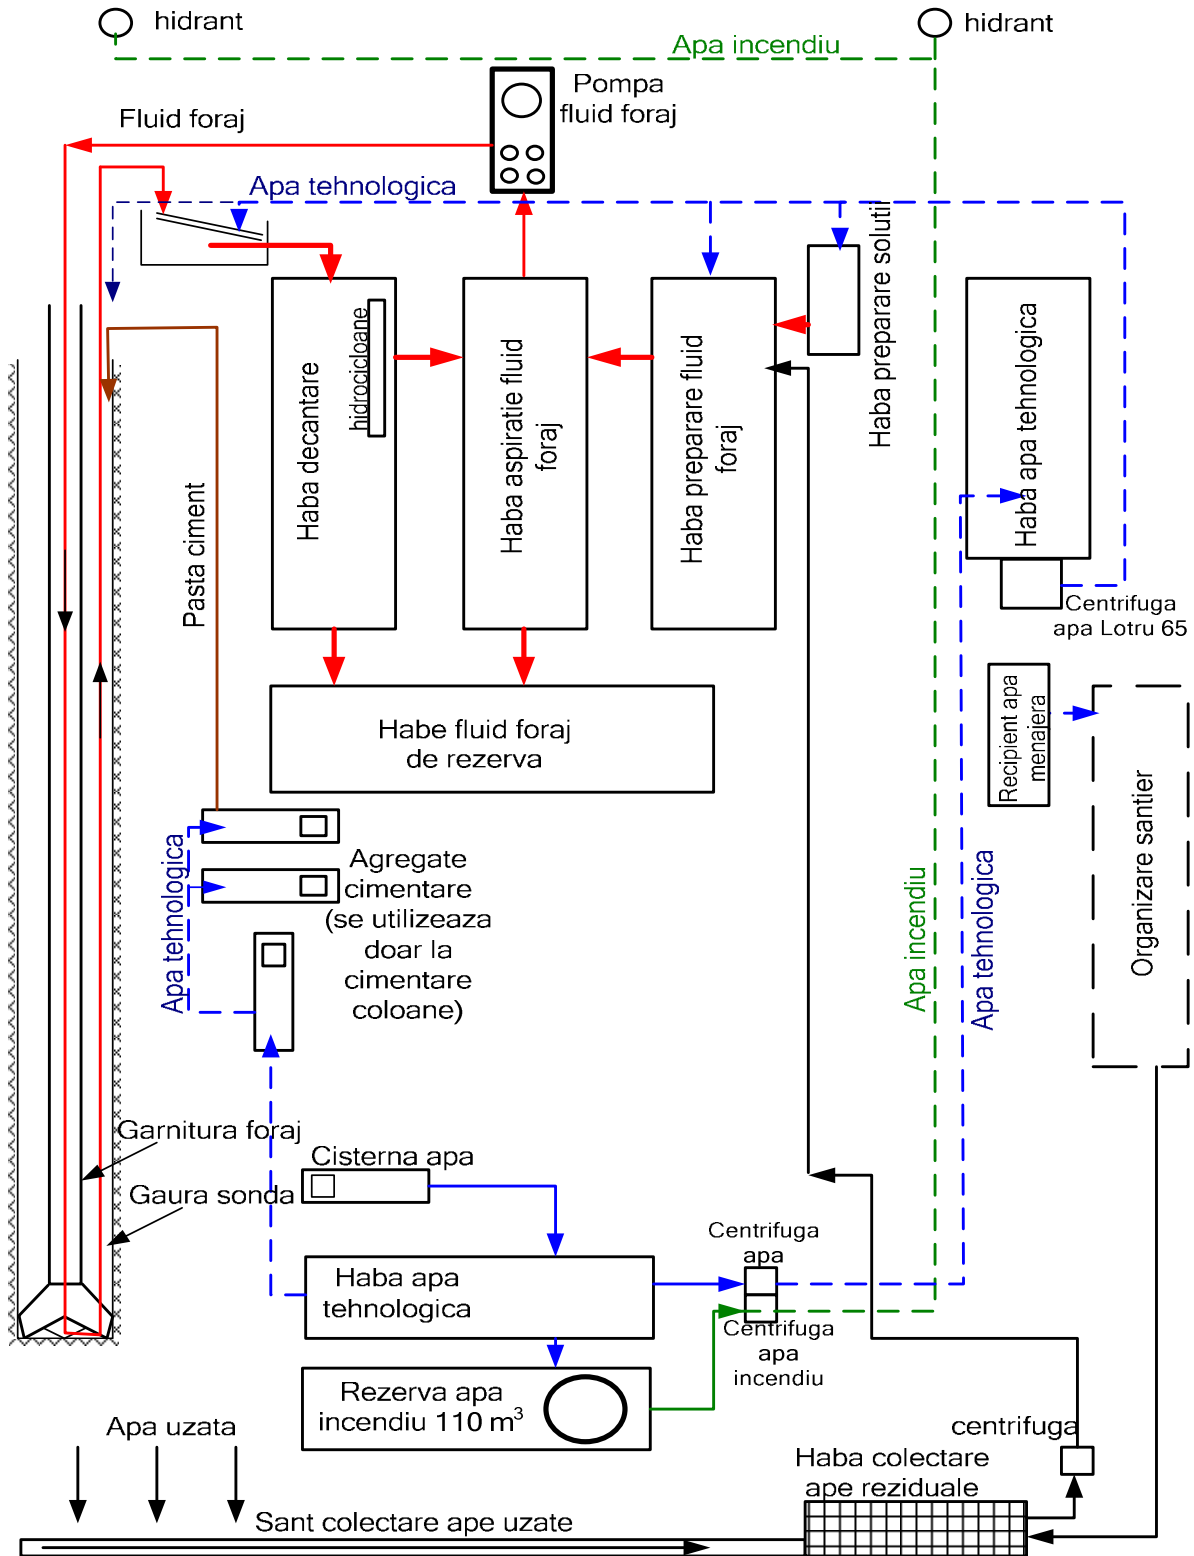 hidrant
hidrant
Apa incendiu
Pompa
fluid foraj
Fluid foraj
Apa tehnologica
Haba preparare solutii
Haba decantare
hidrocicloane
Haba aspiratie fluid
foraj
Haba preparare fluid
foraj
Haba apa tehnologica
Pasta ciment
Centrifuga
apa Lotru 65
Habe fluid foraj
de rezerva
Recipient apa
menajera
Organizare santier
Apa tehnologica
Agregate
cimentare
(se utilizeaza
doar la
cimentare
coloane)
Apa incendiu
Apa tehnologica
Garnitura foraj
Cisterna apa
Gaura sonda
Centrifuga
apa
Haba apa
tehnologica
Centrifuga
apa
incendiu
Rezerva apa
incendiu 110 m³
Apa uzata
centrifuga
Haba colectare
ape reziduale
Sant colectare ape uzate